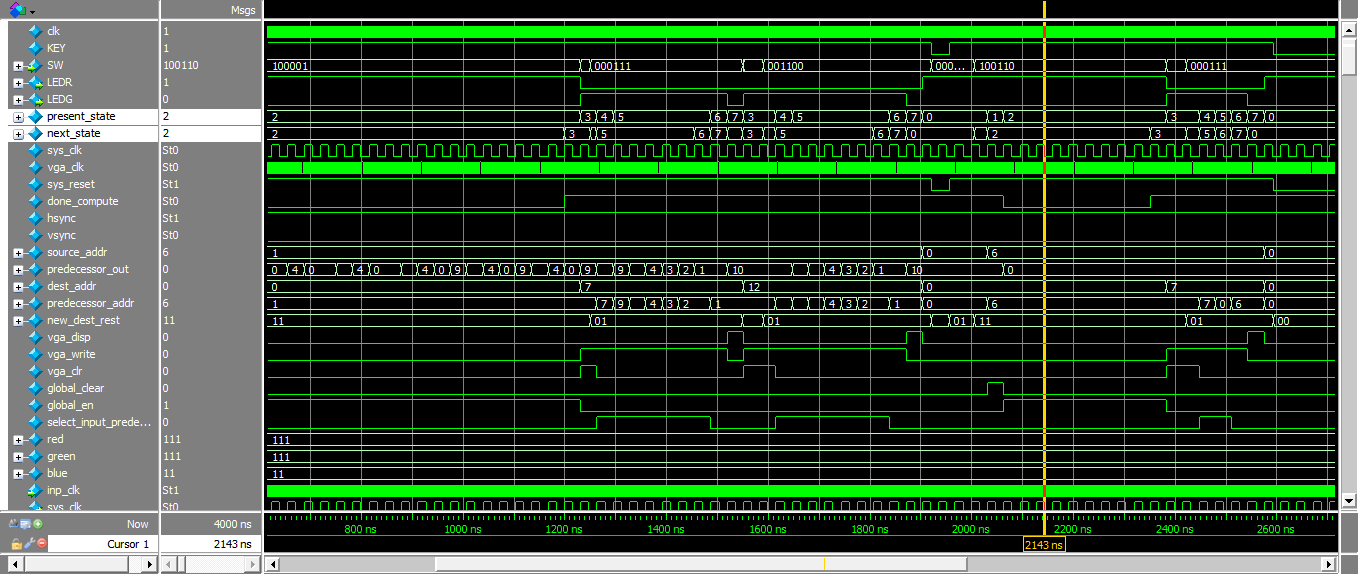 Msgs
clk 1
KEY 1
SW 100110 100001 000111 001100 000... 100110 000111
LEDR 1
LEDG 0
present_state 2 2 3 4 5 6 7 3 4 5 6 7 0 1 2 3 4 5 6 7 0
next_state 2 2 3 5 6 7 3 5 6 7 0 2 3 5 6 7 0
sys_clk St0
vga_clk St0
sys_reset St1
done_compute St0
hsync St1
vsync St0
source_addr 6 1 0 6 0
predecessor_out 0 0 4 0 4 0 4 0 9 4 0 9 4 0 9 9 4 3 2 1 10 4 3 2 1 10 0
dest_addr 0 0 7 12 0 7 0
predecessor_addr 6 1 7 9 4 3 2 1 4 3 2 1 0 6 7 0 6 0
new_dest_rest 11 11 01 01 01 11 01 00
vga_disp 0
vga_write 0
vga_clr 0
global_clear 0
global_en 1
select_input_prede... 0
red 111 111
green 111 111
blue 11 11
inp_clk St1
sys_clk St0
Now 4000 ns 800 ns 1000 ns 1200 ns 1400 ns 1600 ns 1800 ns 2000 ns 2200 ns 2400 ns 2600 ns
Cursor 1 2143 ns 2143 ns